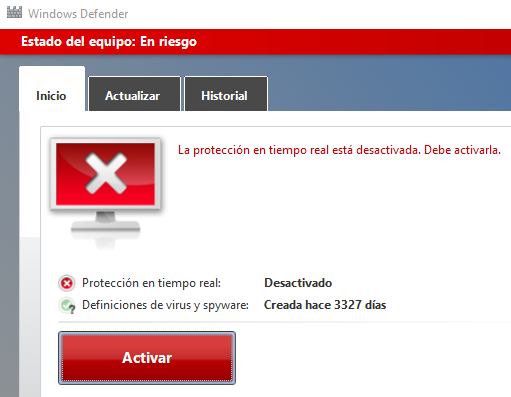 Windows Defender
Estado del equipo: En riesgo
Inicio Actualizar Historial
La protección en tiempo real está desactivada. Debe activarla.
Protección en tiempo real: Desactivado
Definiciones de virus y spyware: Creada hace 3327 días
Activar